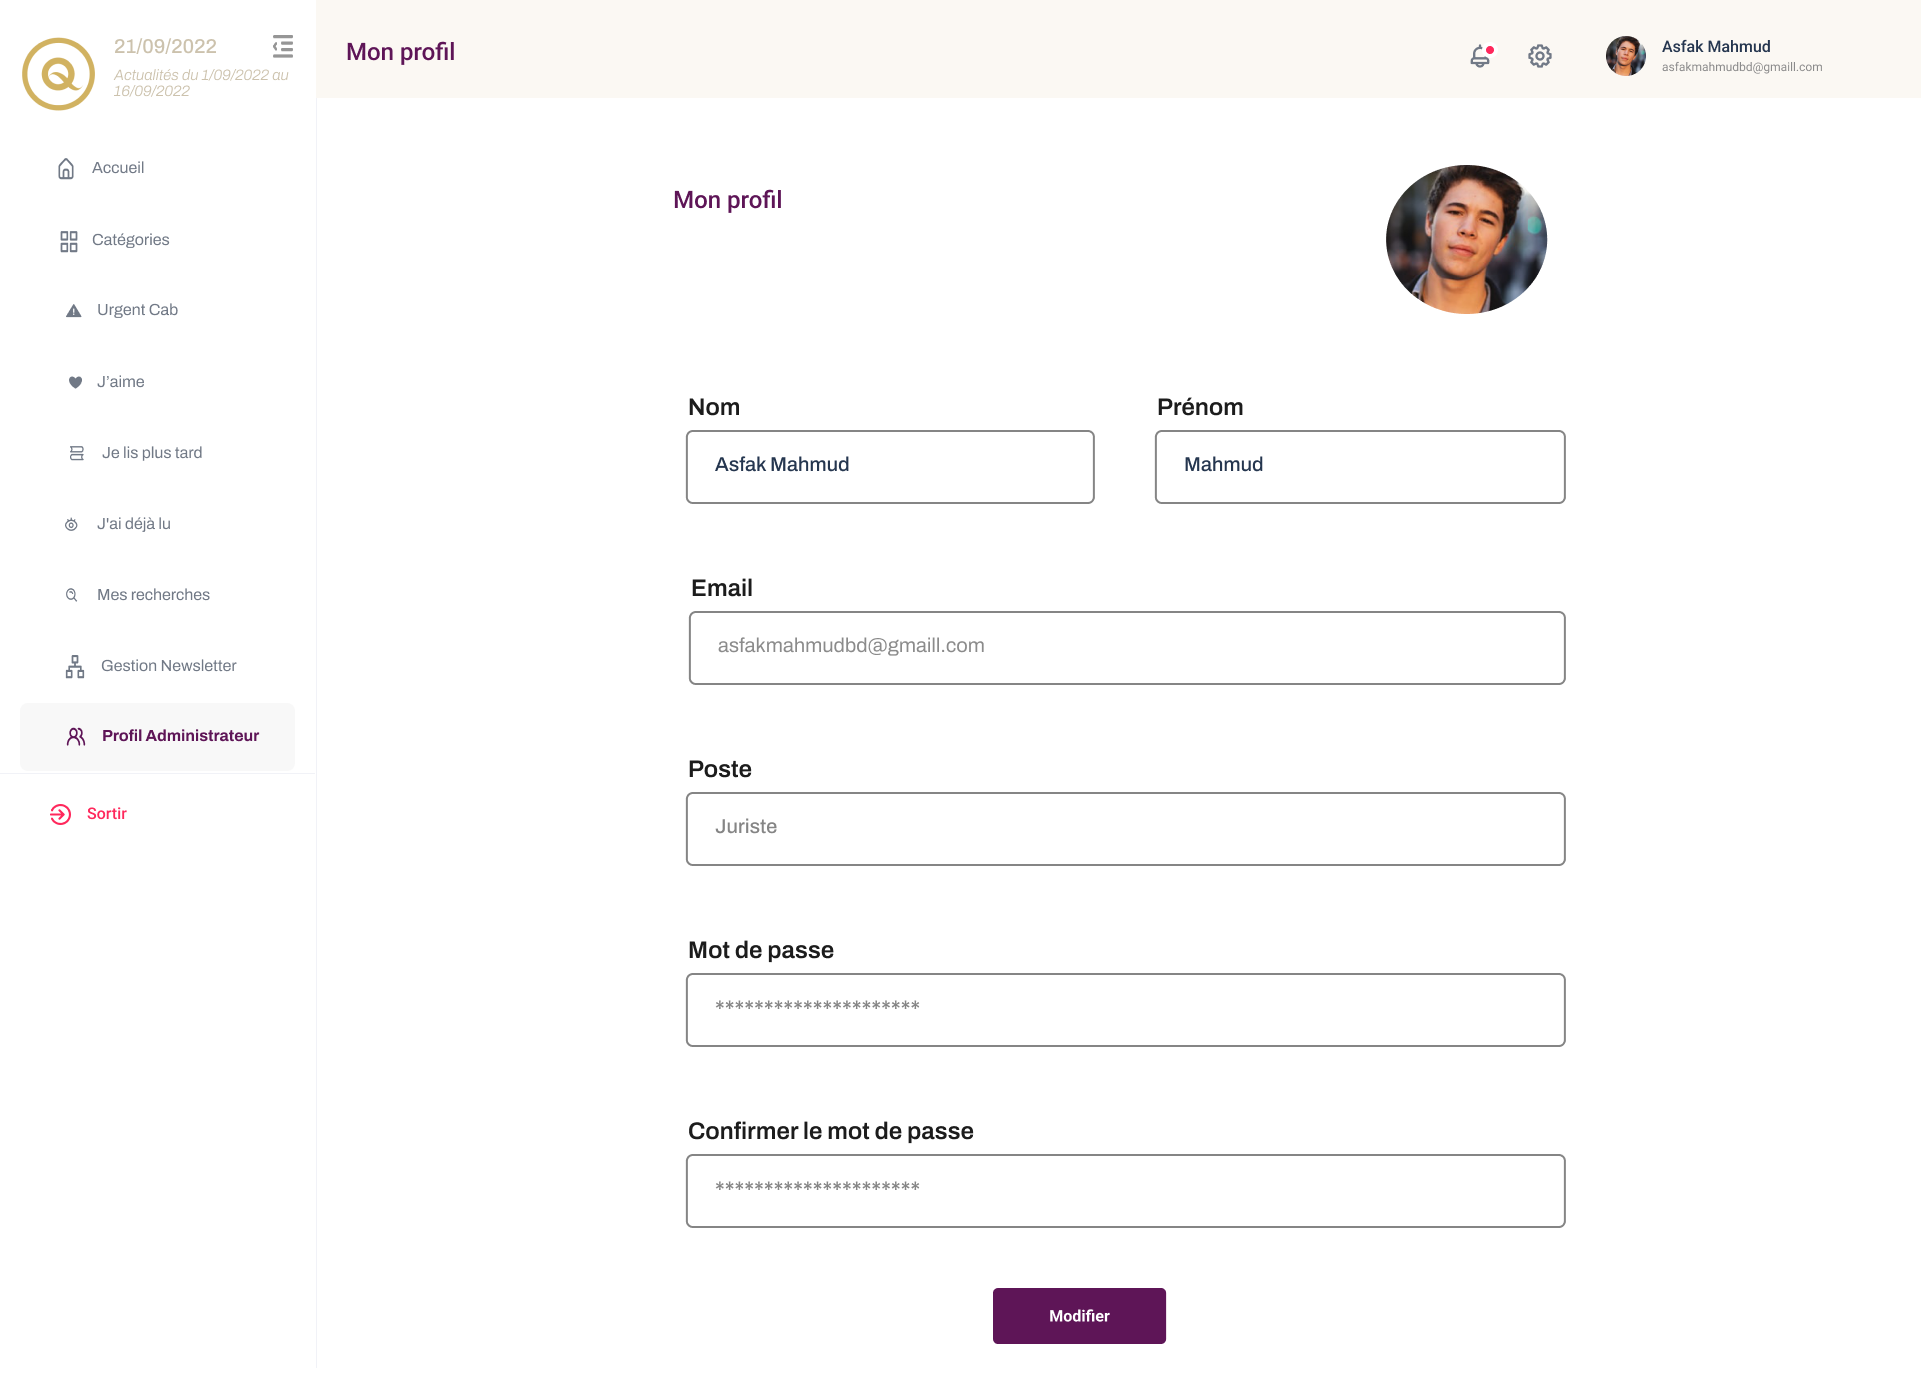 21/09/2022
Actualités du 1/09/2022 au
16/09/2022
Accueil
Catégories
Urgent Cab
J’aime
Je lis plus tard
J'ai déjà lu
Mes recherches
Gestion Newsletter
Profil Administrateur
Sortir
Mon profil
Asfak Mahmud
asfakmahmudbd@gmaill.com
Mon profil
Nom
Asfak Mahmud
Prénom
Mahmud
Email
asfakmahmudbd@gmaill.com
Poste
Juriste
Mot de passe
*********************
Confirmer le mot de passe
*********************
Modifier